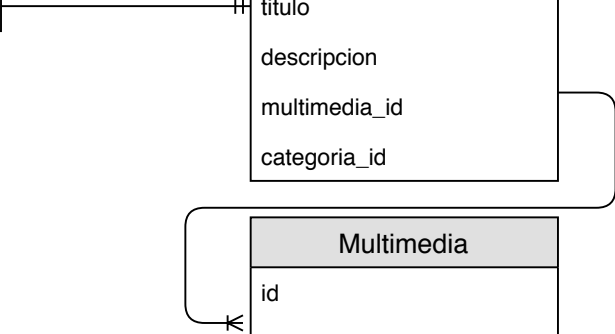 titulo
descripcion
multimedia_id
categoria_id
Multimedia
id